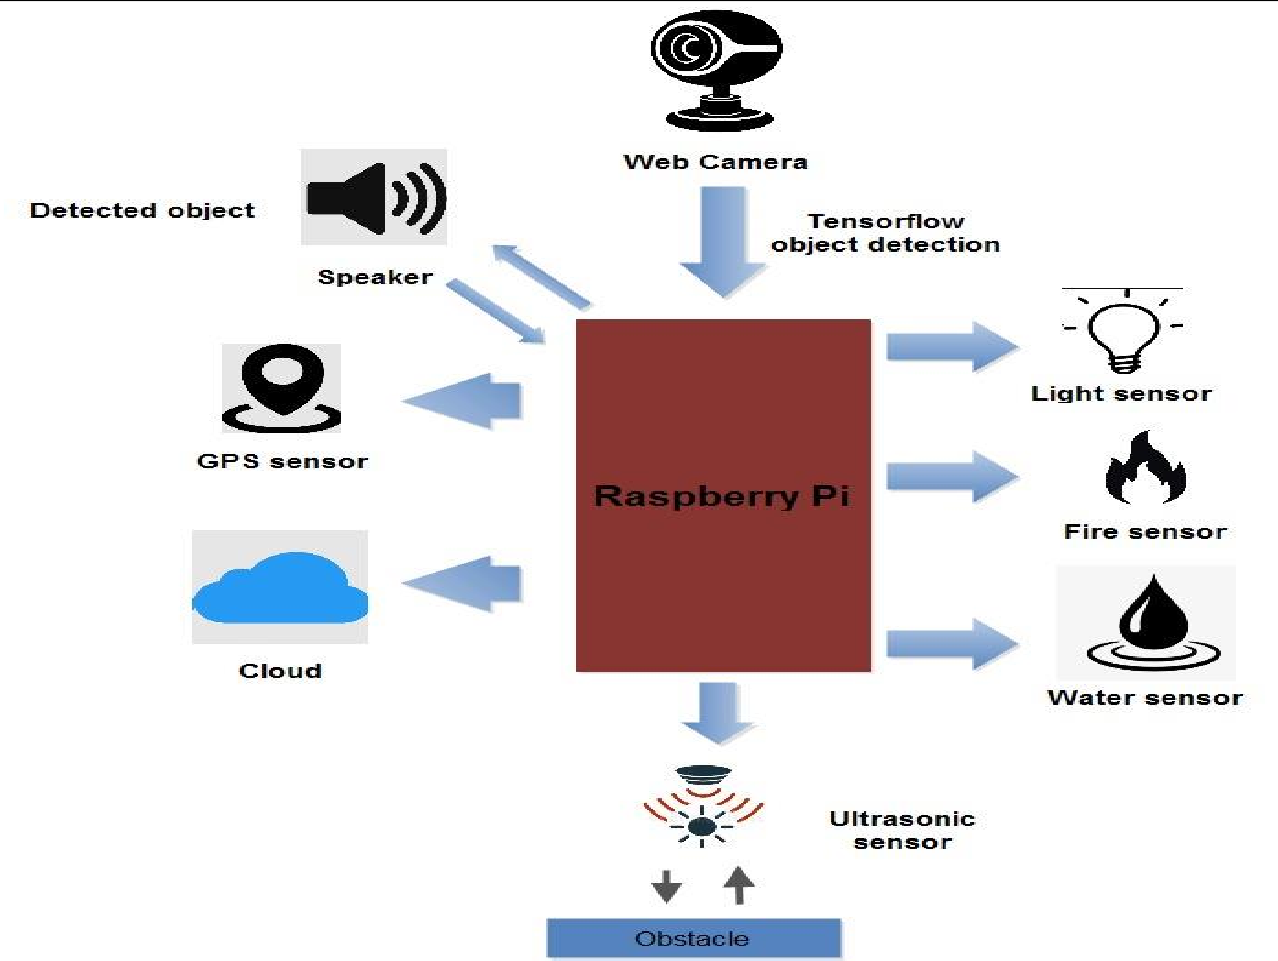 Web Camera
Detected object
Tensorflow
object detection
Speaker
Light sensor
GPS sensor
Raspberry Pi
Fire sensor
Cloud
Water sensor
Ultrasonic
sensor
Obstacle